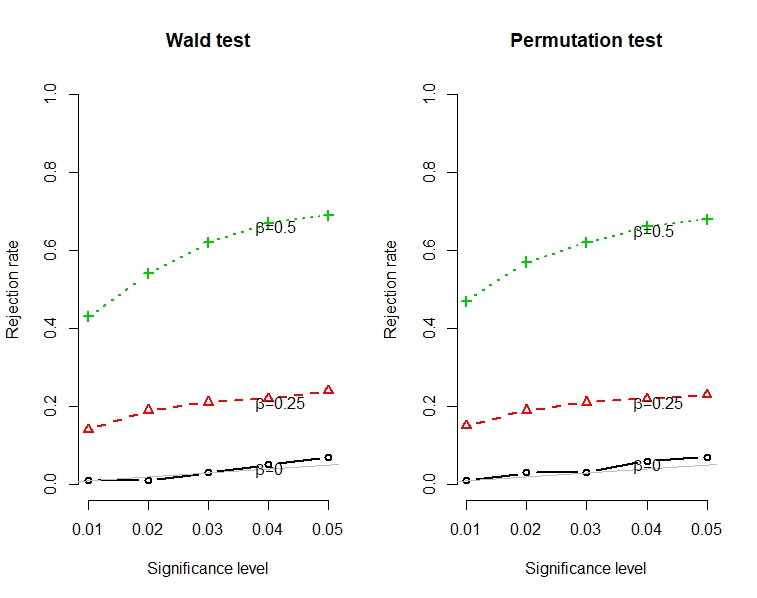 Wald test
Rejection rate
1.0
0.8
0.6
0.4
0.2
0.0
β=0.5
β=0.25
β=0
0.01 0.02 0.03 0.04 0.05
Significance level
Permutation test
Rejection rate
1.0
0.8
0.6
0.4
0.2
0.0
β=0.5
β=0.25
β=0
0.01 0.02 0.03 0.04 0.05
Significance level